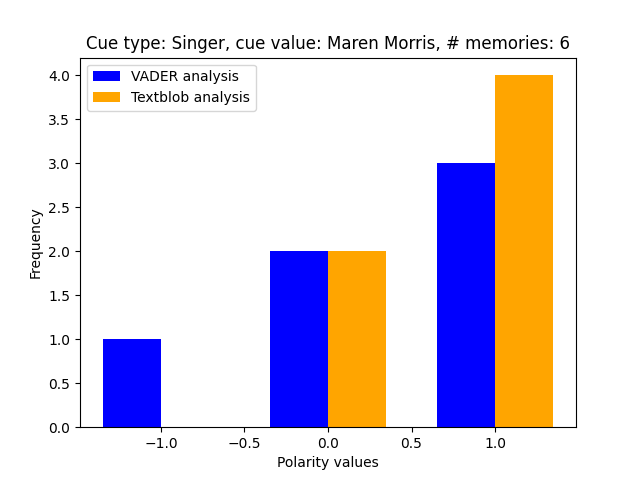 Cue type: Singer, cue value: Maren Morris, # memories: 6
VADER analysis
Textblob analysis
Frequency
4.0
3.5
3.0
2.5
2.0
1.5
1.0
0.5
0.0
−1.0 −0.5 0.0 0.5 1.0
Polarity values